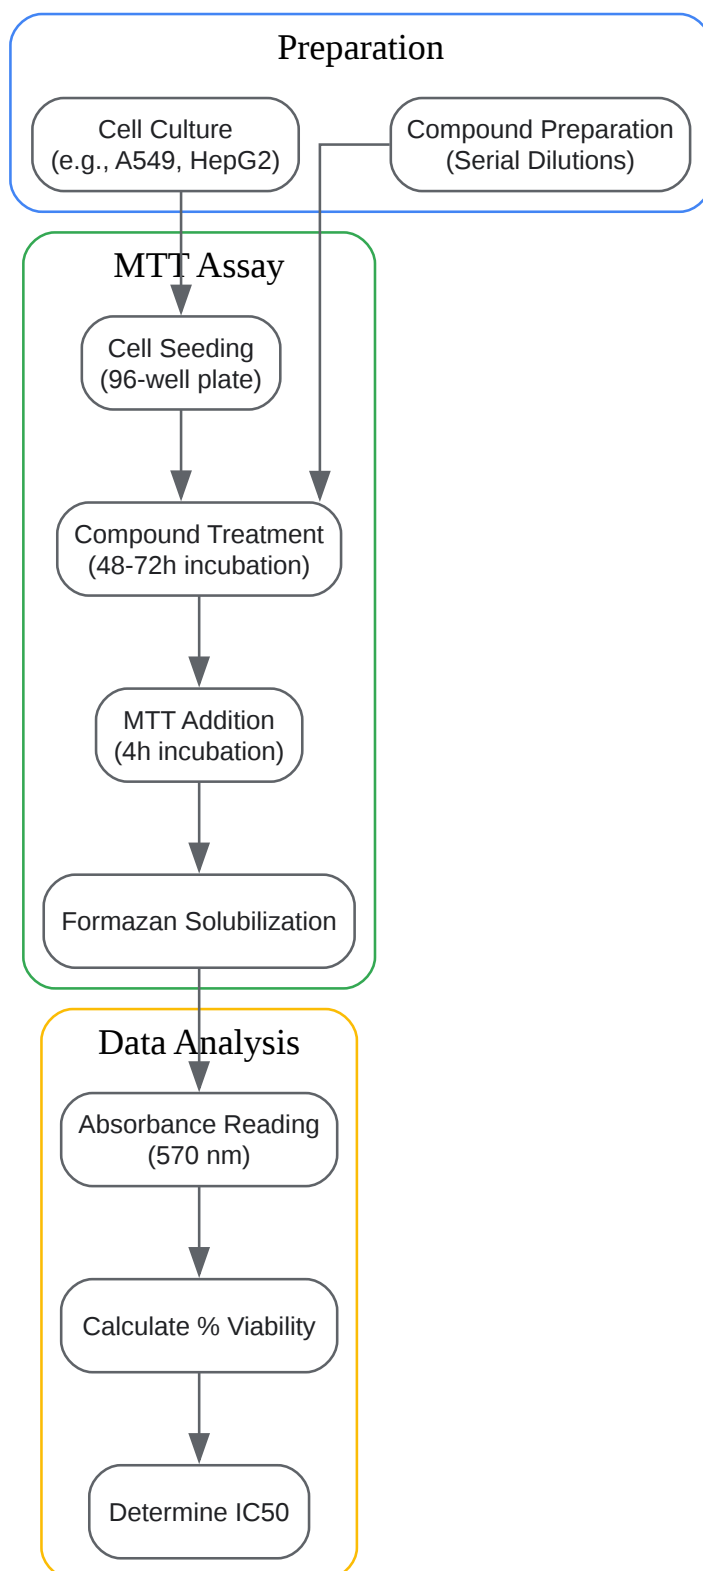 Preparation
Cell Culture
(e.g., A549, HepG2)
Compound Preparation
(Serial Dilutions)
MTT Assay
Cell Seeding
(96-well plate)
Compound Treatment
(48-72h incubation)
MTT Addition
(4h incubation)
Formazan Solubilization
Data Analysis
Absorbance Reading
(570 nm)
Calculate % Viability
Determine IC50